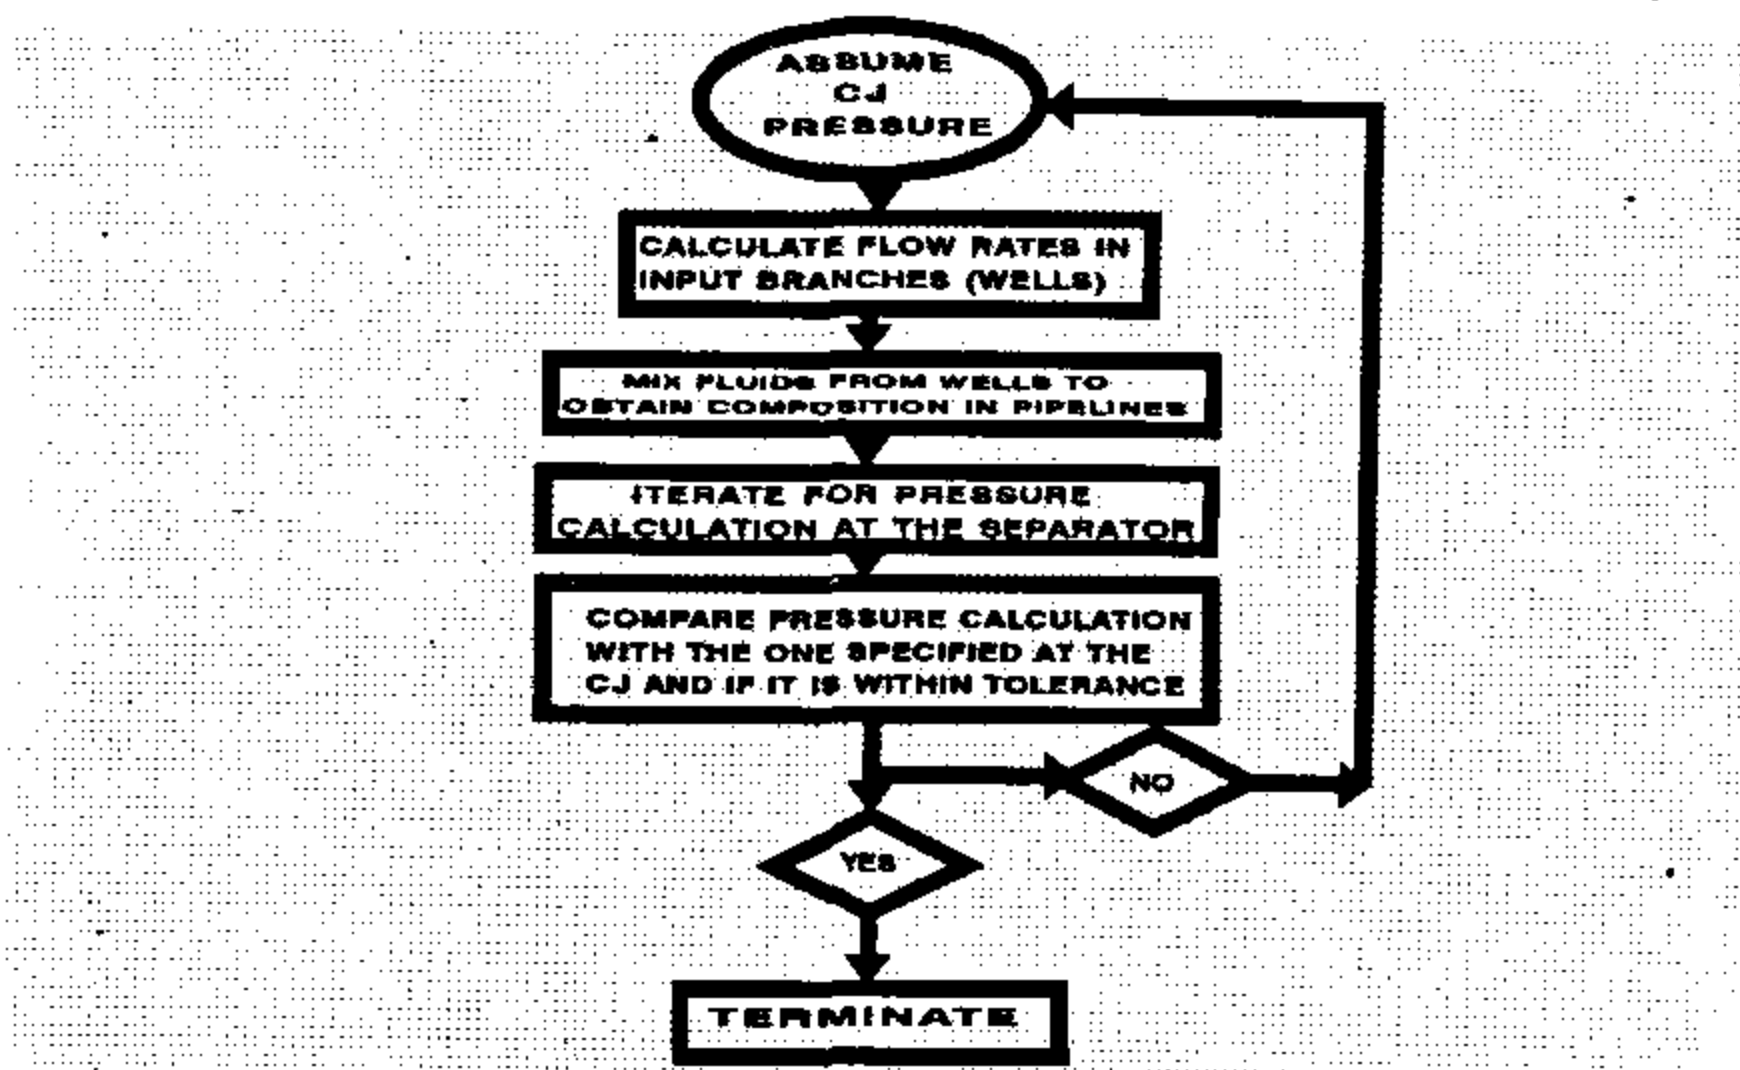 ASSUME
CJ
PRESSURE
CALCULATE FLOW RATES IN
INPUT BRANCHES (WELLS)
MIX FLUIDS FROM WELLS TO
OBTAIN COMPOSITION IN PIPELINES
ITERATE FOR PRESSURE
CALCULATION AT THE SEPARATOR
COMPARE PRESSURE CALCULATION
WITH THE ONE SPECIFIED AT THE
CJ AND IF IT IS WITHIN TOLERANCE
NO
YES
TERMINATE